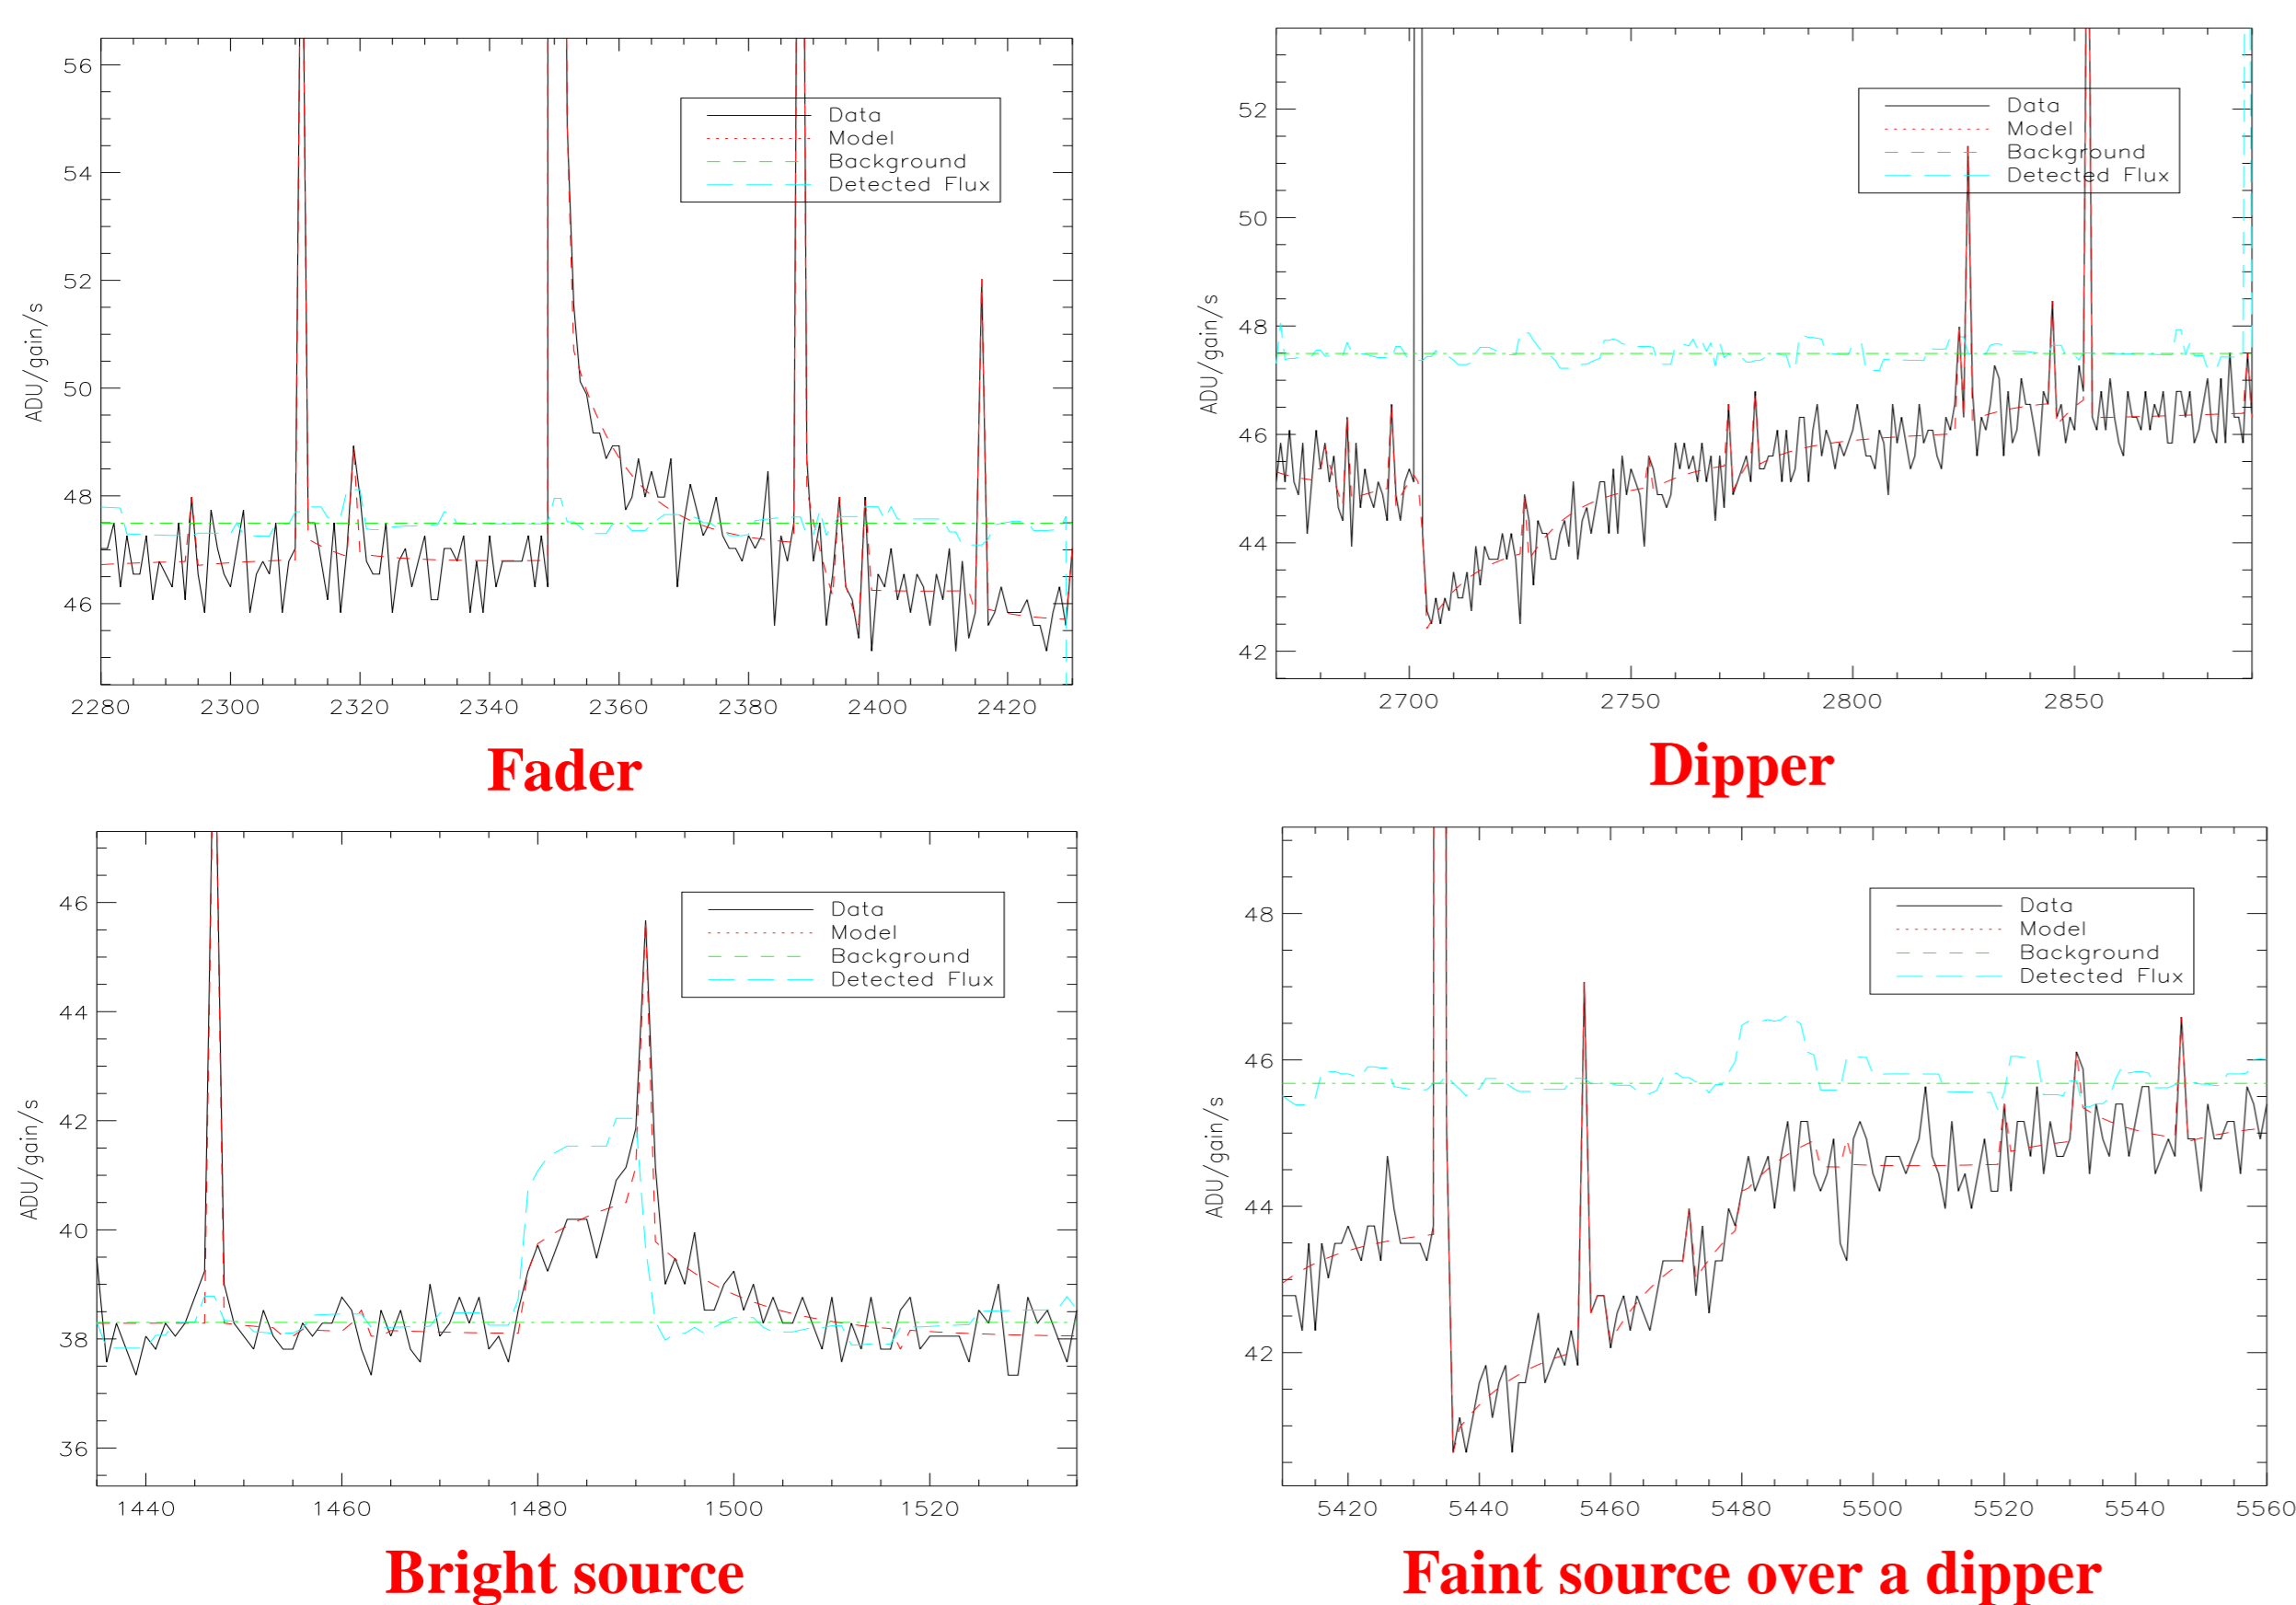 56
54
52
50
48
46
ADU/gain/s
Data
Model
Background
Detected Flux
2280 2300 2320 2340 2360 2380 2400 2420
Fader
52
50
48
46
44
42
ADU/gain/s
Data
Model
Background
Detected Flux
2700 2750 2800 2850
Dipper
46
44
42
40
38
36
ADU/gain/s
Data
Model
Background
Detected Flux
1440 1460 1480 1500 1520
Bright source
48
46
44
42
ADU/gain/s
Data
Model
Background
Detected Flux
5420 5440 5460 5480 5500 5520 5540 5560
Faint source over a dipper